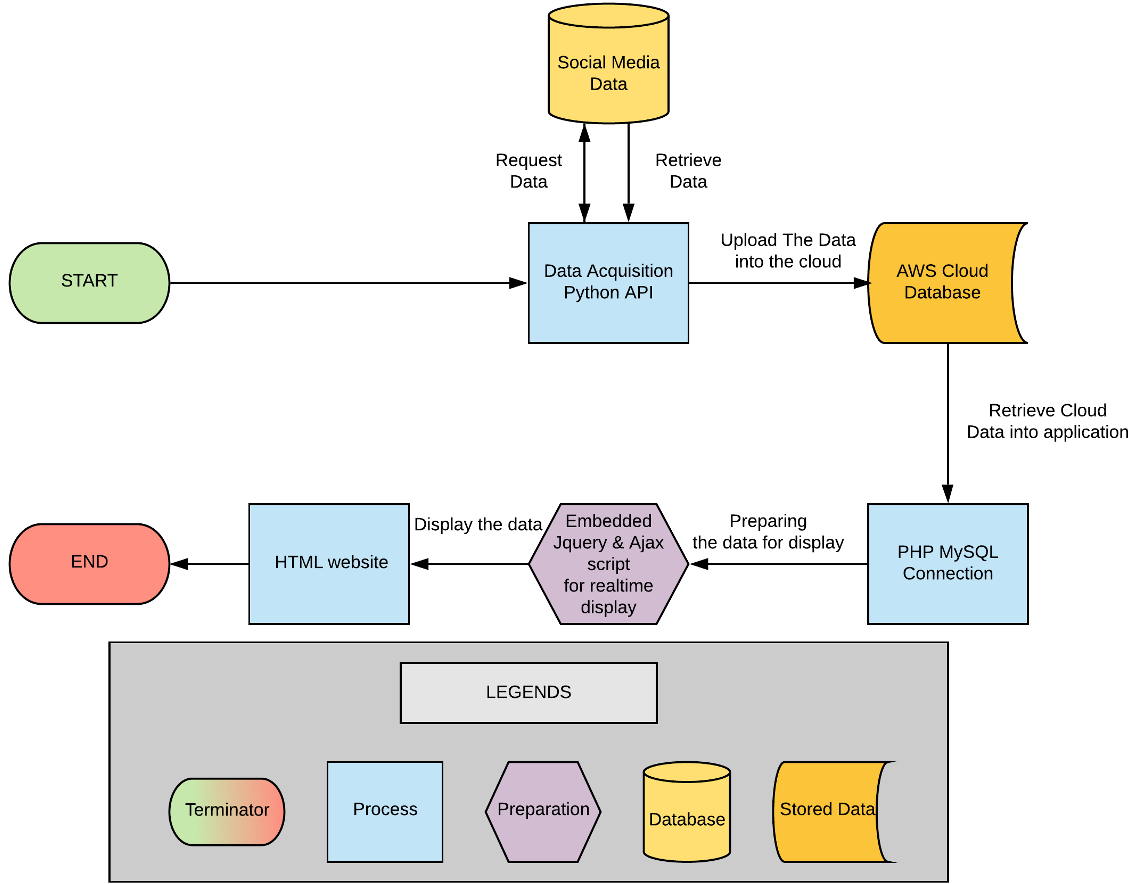 Social Media
Data
Request
Data
Retrieve
Data
START
Data Acquisition
Python API
Upload The Data
into the cloud
AWS Cloud
Database
Retrieve Cloud
Data into application
PHP MySQL
Connection
Preparing
the data for display
Embedded
Jquery & Ajax
script
for realtime
display
Display the data
HTML website
END
LEGENDS
Terminator
Process
Preparation
Database
Stored Data